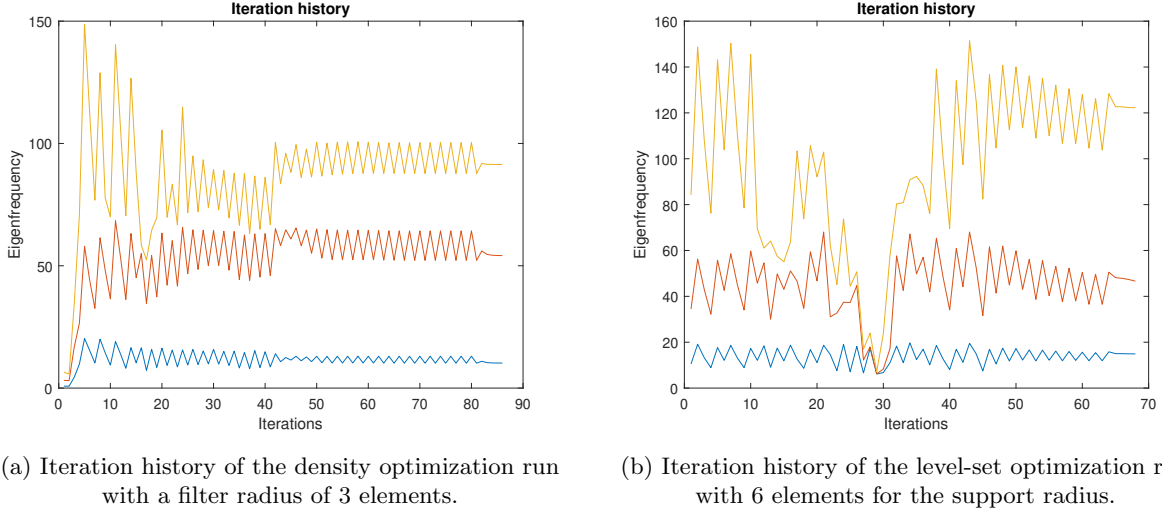 Iteration history
150
100
50
0
Eigenfrequency
0 10 20 30 40 50 60 70 80 90
Iterations
(a) Iteration history of the density optimization run
with a filter radius of 3 elements.
Iteration history
160
140
120
100
80
60
40
20
0
Eigenfrequency
0 10 20 30 40 50 60 70
Iterations
(b) Iteration history of the level-set optimization r
with 6 elements for the support radius.